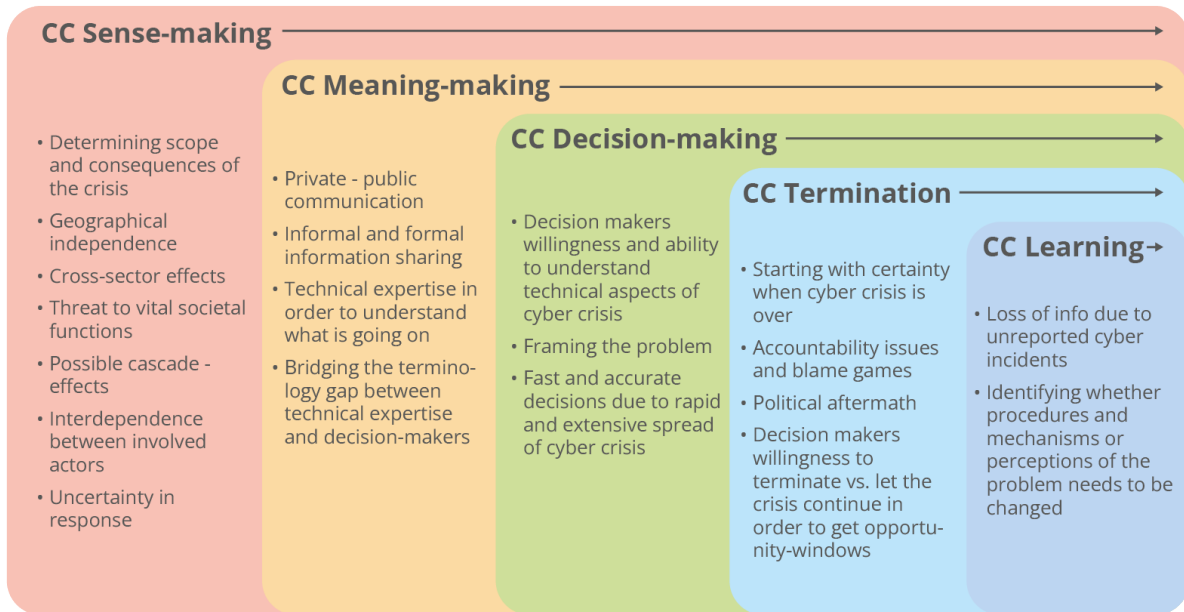 CC Sense-making
• Determining scope
and consequences of
the crisis
• Geographical
independence
• Cross-sector effects
• Threat to vital societal
functions
• Possible cascade -
effects
• Interdependence
between involved
actors
• Uncertainty in
response
CC Meaning-making
• Private - public
communication
• Informal and formal
information sharing
• Technical expertise in
order to understand
what is going on
• Bridging the termino-
logy gap between
technical expertise
and decision-makers
CC Decision-making
• Decision makers
willingness and ability
to understand
technical aspects of
cyber crisis
• Framing the problem
• Fast and accurate
decisions due to rapid
and extensive spread
of cyber crisis
CC Termination
• Starting with certainty
when cyber crisis is
over
• Accountability issues
and blame games
• Political aftermath
• Decision makers
willingness to
terminate vs. let the
crisis continue in
order to get opportu-
nity-windows
CC Learning
• Loss of info due to
unreported cyber
incidents
• Identifying whether
procedures and
mechanisms or
perceptions of the
problem needs to be
changed